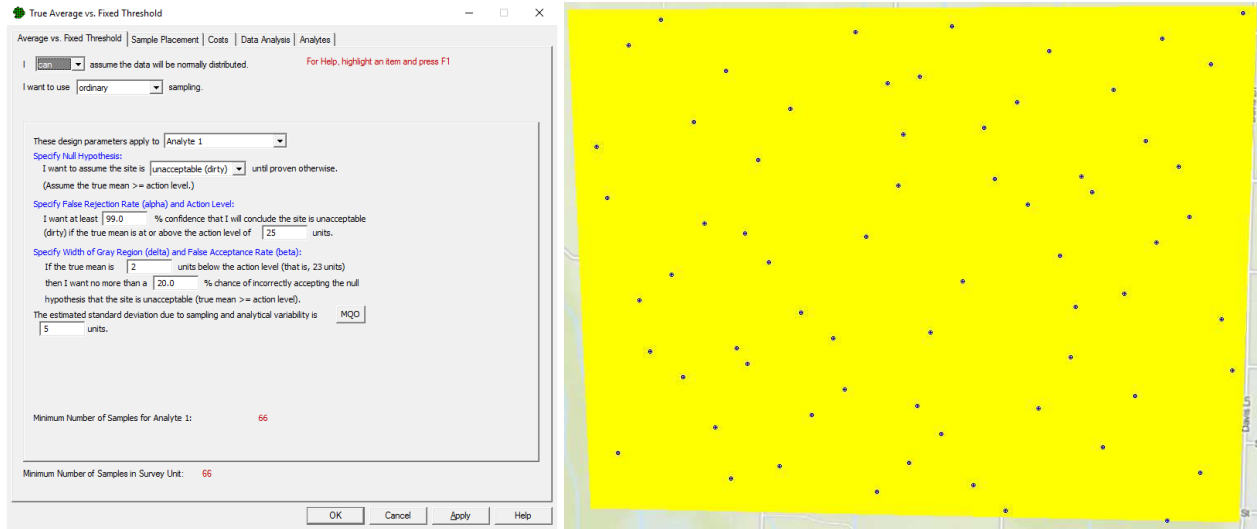 True Average vs. Fixed Threshold
Average vs. Fixed Threshold Sample Placement Costs Data Analysis Analytes
I can assume the data will be normally distributed. For Help, highlight an item and press F1
I want to use ordinary sampling.
These design parameters apply to Analyte 1
Specify Null Hypothesis:
I want to assume the site is unacceptable (dirty) until proven otherwise.
(Assume the true mean >= action level.)
Specify False Rejection Rate (alpha) and Action Level:
I want at least 99.0 % confidence that I will conclude the site is unacceptable
(dirty) if the true mean is at or above the action level of 25 units.
Specify Width of Gray Region (delta) and False Acceptance Rate (beta):
If the true mean is 2 units below the action level (that is, 23 units)
then I want no more than a 20.0 % chance of incorrectly accepting the null
hypothesis that the site is unacceptable (true mean >= action level).
The estimated standard deviation due to sampling and analytical variability is MQO
5 units.
Minimum Number of Samples for Analyte 1: 66
Minimum Number of Samples in Survey Unit: 66
OK Cancel Apply Help
Davis